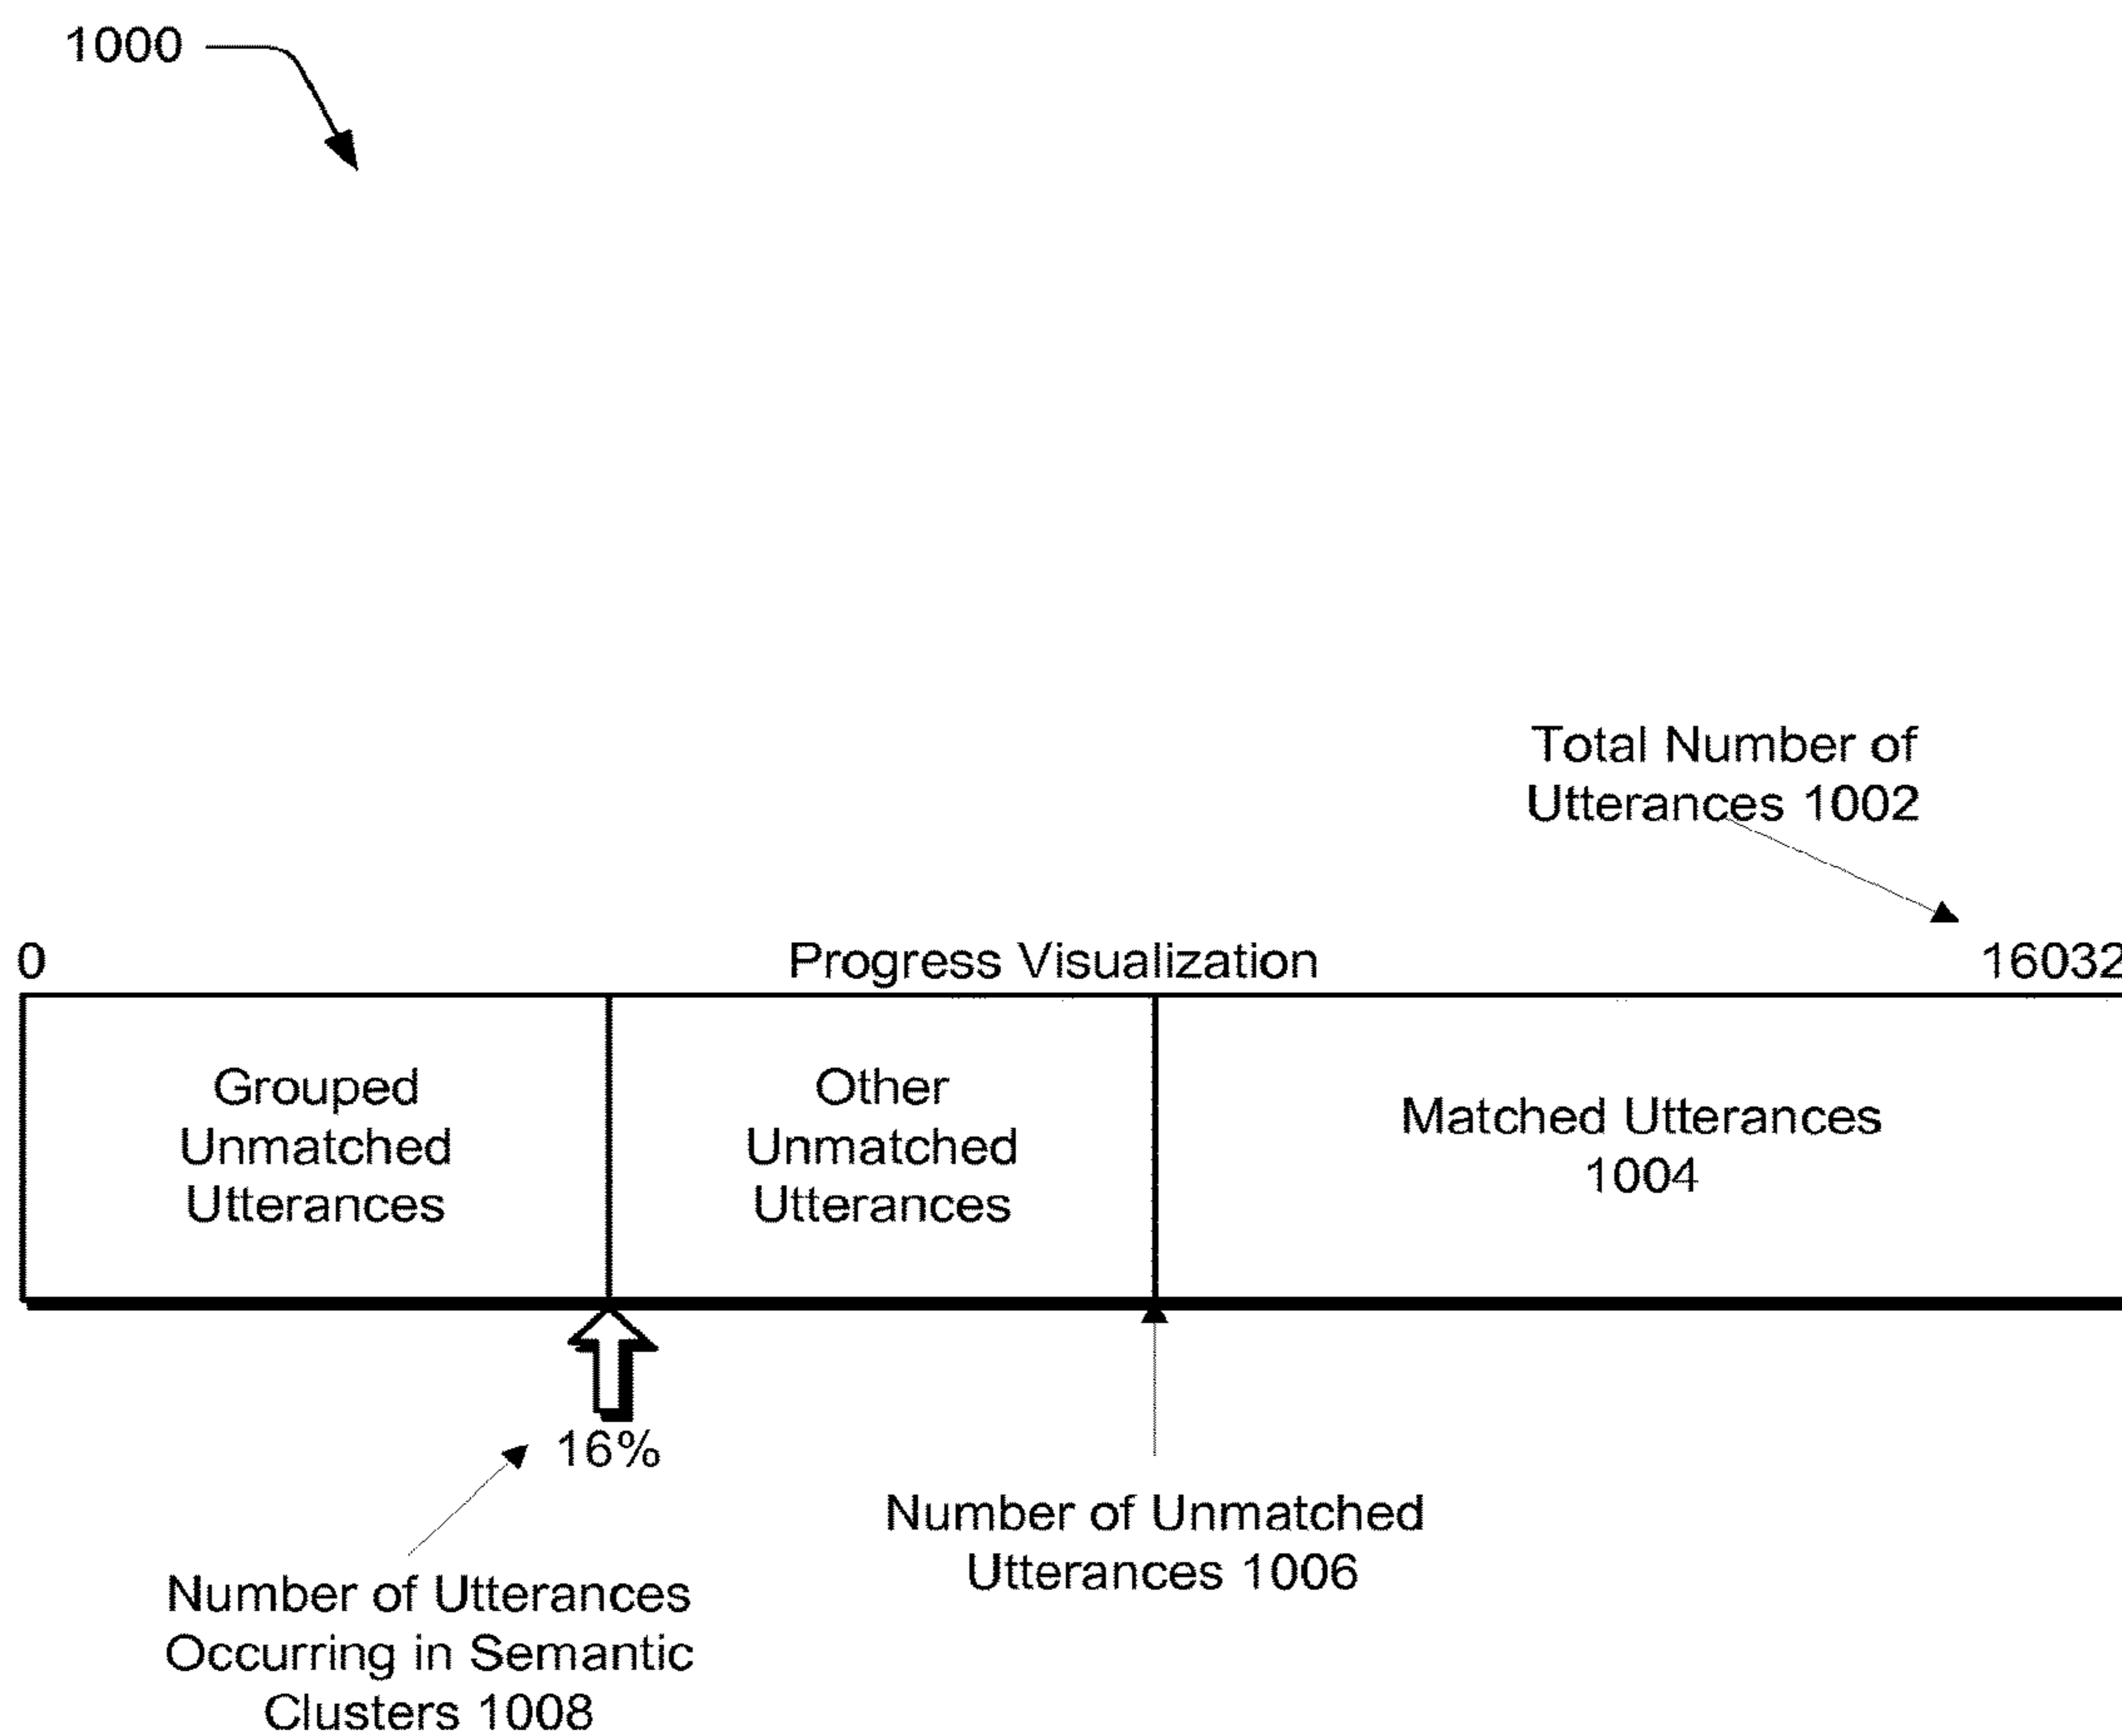 1000
Total Number of
Utterances 1002
0
Progress Visualization
16032
Grouped
Unmatched
Utterances
Other
Unmatched
Utterances
Matched Utterances
1004
16%
Number of Unmatched
Utterances 1006
Number of Utterances
Occurring in Semantic
Clusters 1008